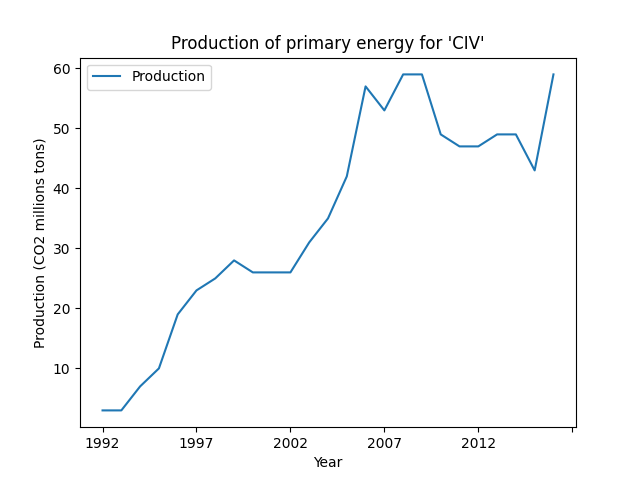 Production of primary energy for 'CIV'
Production
60
50
40
30
20
10
Production (CO2 millions tons)
1992
1997
2002
2007
2012
Year